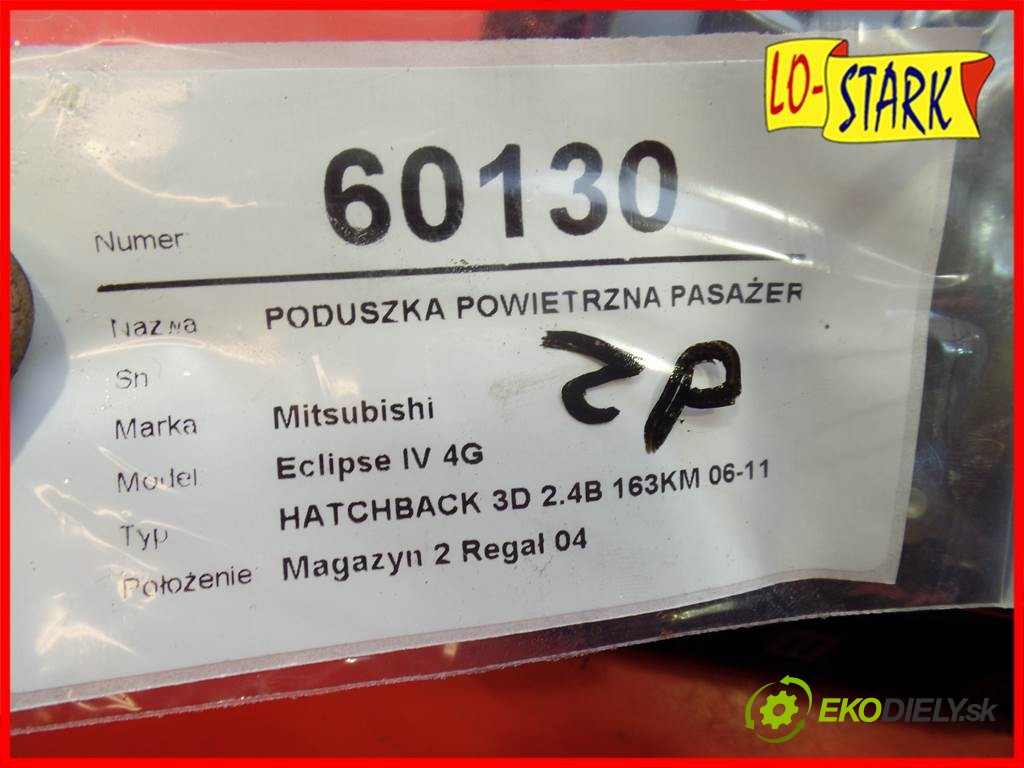 LO-STARK
Numer 60130
Nazwa PODUSZKA POWIETRZNA PASAŻER
Sn
Marka Mitsubishi
Model Eclipse IV 4G
Typ HATCHBACK 3D 2.4B 163KM 06-11
Położenie Magazyn 2 Regał 04
ZP
EKODIELY.sk